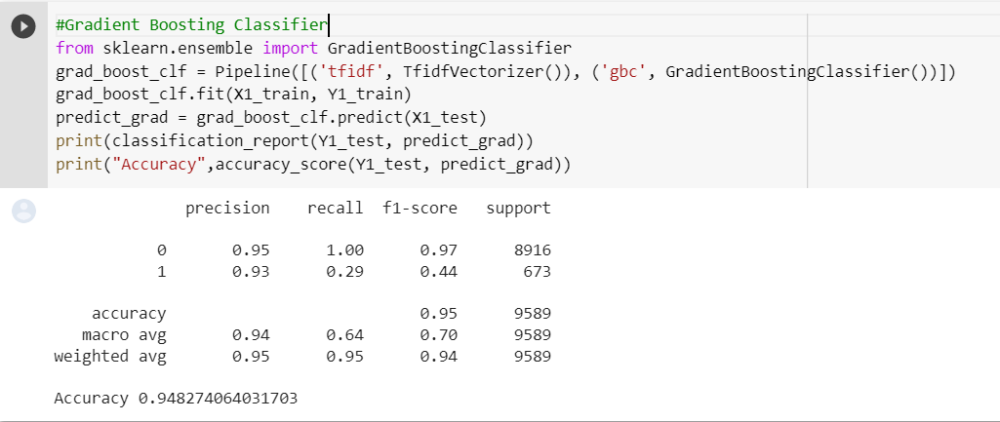 #Gradient Boosting Classifier
from sklearn.ensemble import GradientBoostingClassifier
grad_boost_clf = Pipeline([('tfidf', TfidfVectorizer()), ('gbc', GradientBoostingClassifier())])
grad_boost_clf.fit(X1_train, Y1_train)
predict_grad = grad_boost_clf.predict(X1_test)
print(classification_report(Y1_test, predict_grad))
print("Accuracy",accuracy_score(Y1_test, predict_grad))
precision recall f1-score support
0 0.95 1.00 0.97 8916
1 0.93 0.29 0.44 673
accuracy 0.95 9589
macro avg 0.94 0.64 0.70 9589
weighted avg 0.95 0.95 0.94 9589
Accuracy 0.948274064031703